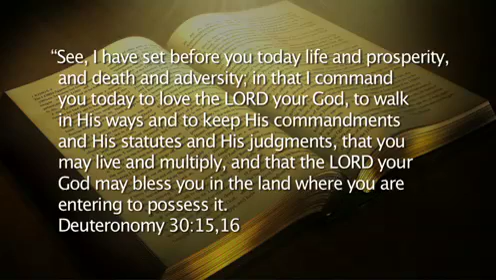 “See, I have set before you today life and prosperity,
and death and adversity; in that I command
you today to love the LORD your God, to walk
in His ways and to keep His commandments
and His statutes and His judgments, that you
may live and multiply, and that the LORD your
God may bless you in the land where you are
entering to possess it.
Deuteronomy 30:15,16